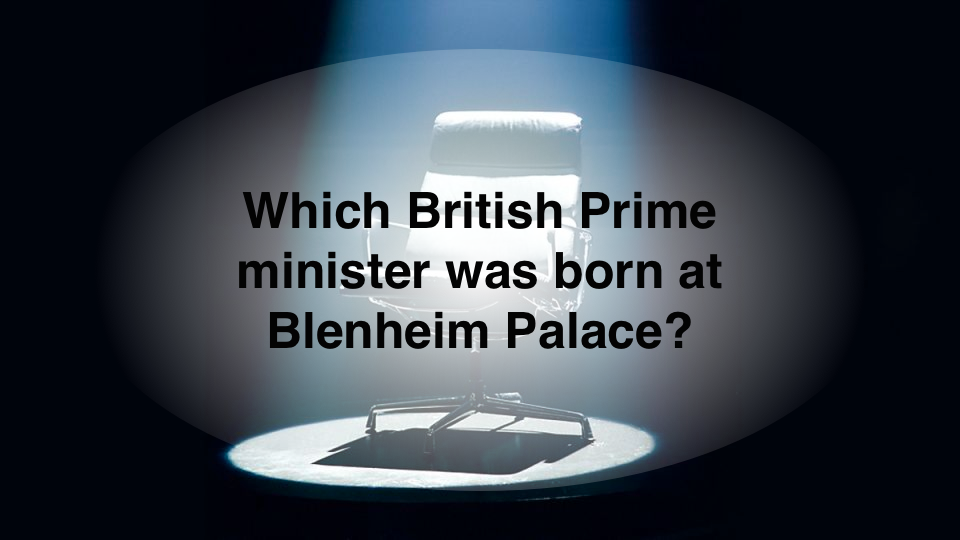 Which British Prime
minister was born at
Blenheim Palace?